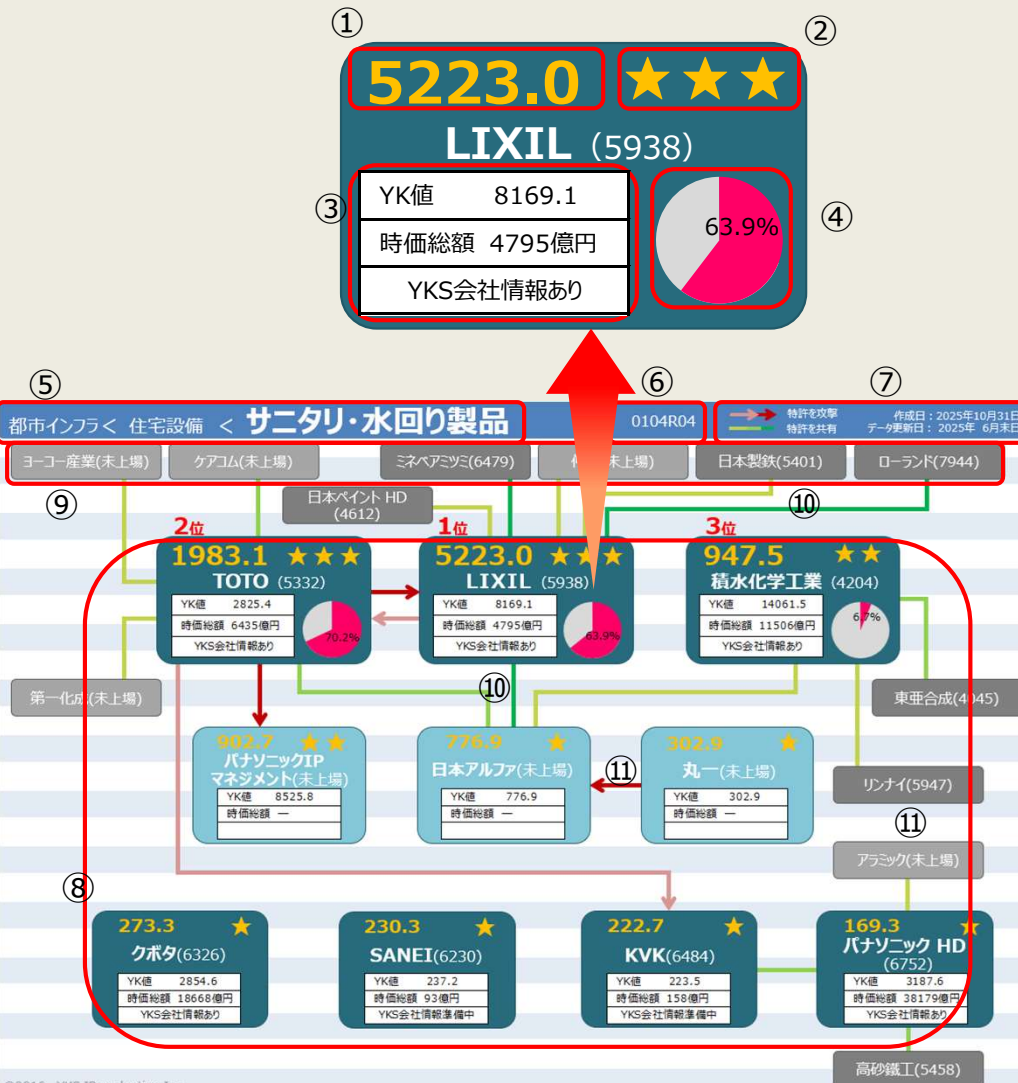 ①
②
5223.0 ★★★
LIXIL (5938)
③
YK値 8169.1
時価総額 4795億円
YKS会社情報あり
63.9%
④
⑤
⑥
⑦
都市インフラ< 住宅設備 < サニタリ・水回り製品
0104R04
特許を攻撃
特許を共有
作成日：2025年10月31日
データ更新日： 2025年 6月末日
ヨーコー産業(未上場)
ケアコム(未上場)
ミネベアミツミ(6479)
未上場)
日本製鉄(5401)
ローランド(7944)
⑨
日本ペイント HD
(4612)
⑩
2位
1983.1 ★★★
TOTO (5332)
YK値 2825.4
時価総額 6435億円
YKS会社情報あり
70.2%
1位
5223.0 ★★★
LIXIL (5938)
YK値 8169.1
時価総額 4795億円
YKS会社情報あり
63.9%
3位
947.5 ★★
積水化学工業 (4204)
YK値 14061.5
時価総額 11506億円
YKS会社情報あり
6.7%
第一化成(未上場)
⑩
東亜合成(4045)
902.7 ★★
パナソニックIP
マネジメント(未上場)
YK値 8525.8
時価総額 —
776.9 ★
日本アルファ(未上場)
YK値 776.9
時価総額 —
⑪
302.9 ★
丸一(未上場)
YK値 302.9
時価総額 —
リンナイ(5947)
⑪
アラミック(未上場)
⑧
273.3 ★
クボタ(6326)
YK値 2854.6
時価総額 18668億円
YKS会社情報あり
230.3 ★
SANEI(6230)
YK値 237.2
時価総額 93億円
YKS会社情報準備中
222.7 ★
KVK(6484)
YK値 223.5
時価総額 158億円
YKS会社情報準備中
169.3 ★
パナソニック HD
(6752)
YK値 3187.6
時価総額 38179億円
YKS会社情報あり
高砂鐵工(5458)